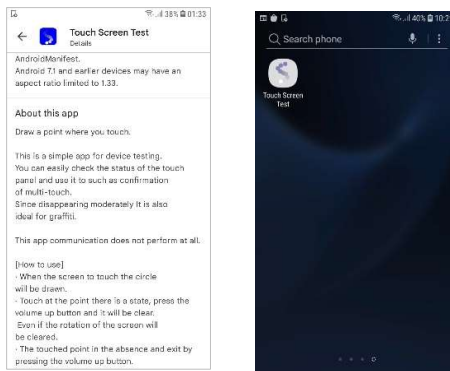 38% 01:33
Touch Screen Test
Details
AndroidManifest.
Android 7.1 and earlier devices may have an
aspect ratio limited to 1.33.
About this app
Draw a point where you touch.
This is a simple app for device testing.
You can easily check the status of the touch
panel and use it to such as confirmation
of multi-touch.
Since disappearing moderately It is also
ideal for graffiti.
This app communication does not perform at all.
[How to use]
- When the screen to touch the circle
will be drawn.
- Touch at the point there is a state, press the
volume up button and it will be clear.
Even if the rotation of the screen will
be cleared.
- The touched point in the absence and exit by
pressing the volume up button.
40% 10:2
Search phone
Touch Screen
Test